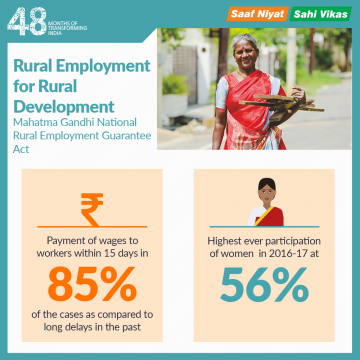 48 MONTHS OF
TRANSFORMING
INDIA
Saaf Niyat Sahi Vikas
Rural Employment
for Rural
Development
Mahatma Gandhi National
Rural Employment Guarantee
Act
₹
Payment of wages to
workers within 15 days in
85%
of the cases as compared to
long delays in the past
Highest ever participation
of women in 2016-17 at
56%